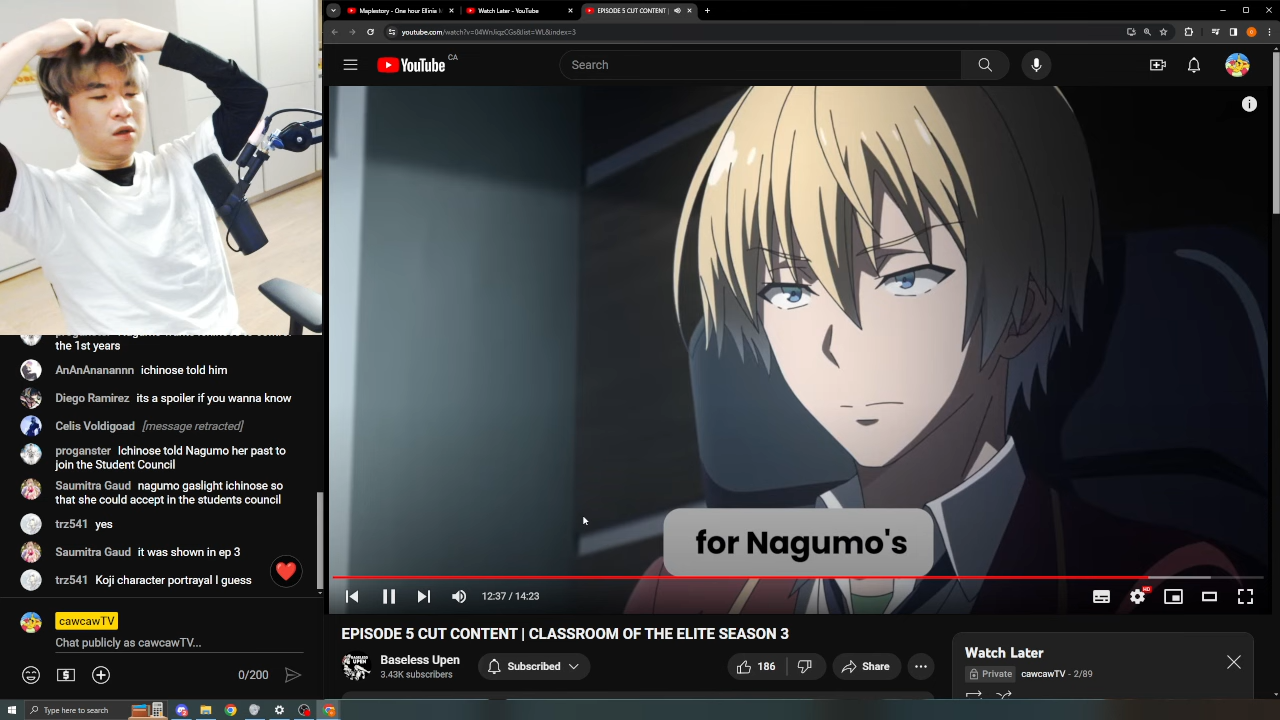 Maplestory - One hour Ellinia
Watch Later - YouTube
EPISODE 5 CUT CONTENT |
youtube.com/watch?v=04WnJiqzCGs&list=WL&index=3
YouTube CA
Search
for Nagumo's
12:37 / 14:23
HD
EPISODE 5 CUT CONTENT | CLASSROOM OF THE ELITE SEASON 3
Baseless Upen
3.43K subscribers
Subscribed
186
Share
Watch Later
Private
cawcawTV - 2/89
the 1st years
AnAnAnanannn ichinose told him
Diego Ramirez its a spoiler if you wanna know
Celis Voldigoad [message retracted]
proganster Ichinose told Nagumo her past to
join the Student Council
Saumitra Gaud nagumo gaslight ichinose so
that she could accept in the students council
trz541 yes
Saumitra Gaud it was shown in ep 3
trz541 Koji character portrayal I guess
cawcawTV
Chat publicly as cawcawTV...
0/200
Type here to search